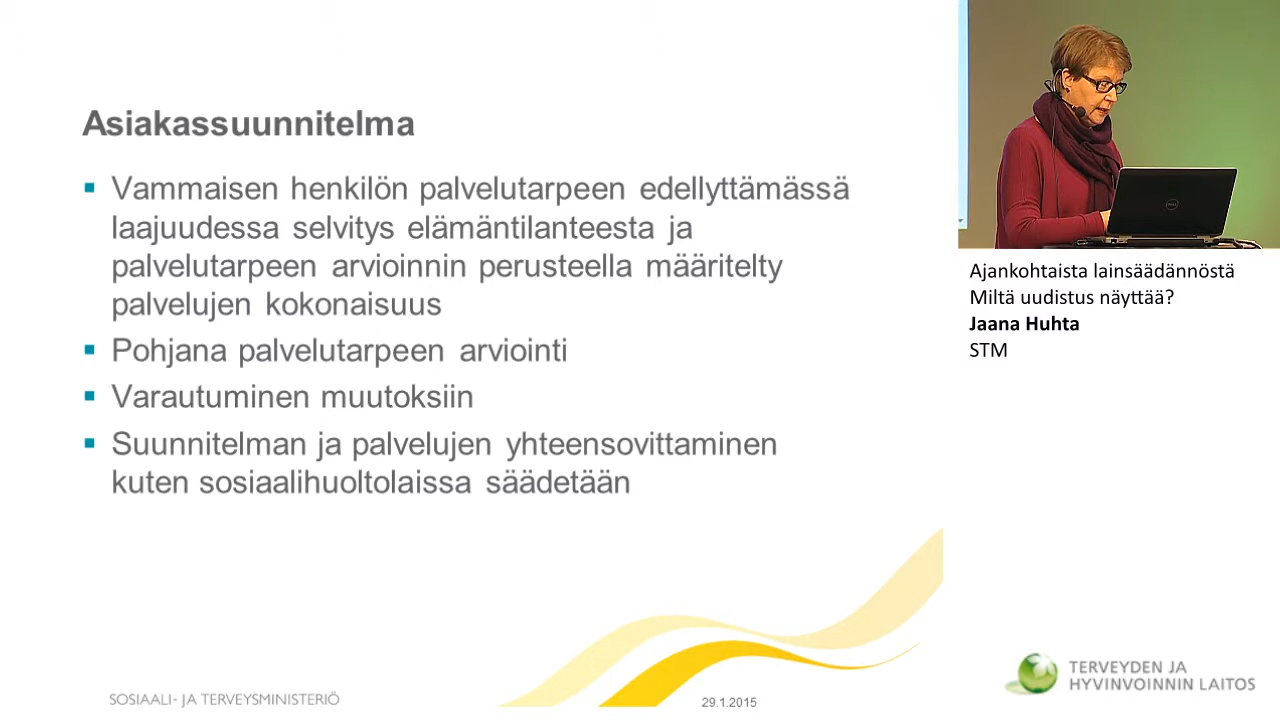 Asiakassuunnitelma
Vammaisen henkilön palvelutarpeen edellyttämässä
laajuudessa selvitys elämäntilanteesta ja
palvelutarpeen arvioinnin perusteella määritelty
palvelujen kokonaisuus
Pohjana palvelutarpeen arviointi
Varautuminen muutoksiin
Suunnitelman ja palvelujen yhteensovittaminen
kuten sosiaalihuoltolaissa säädetään
SOSIAALI- JA TERVEYSMINISTERIÖ
29.1.2015
Ajankohtaista lainsäädännöstä
Miltä uudistus näyttää?
Jaana Huhta
STM
TERVEYDEN JA
HYVINVOINNIN LAITOS